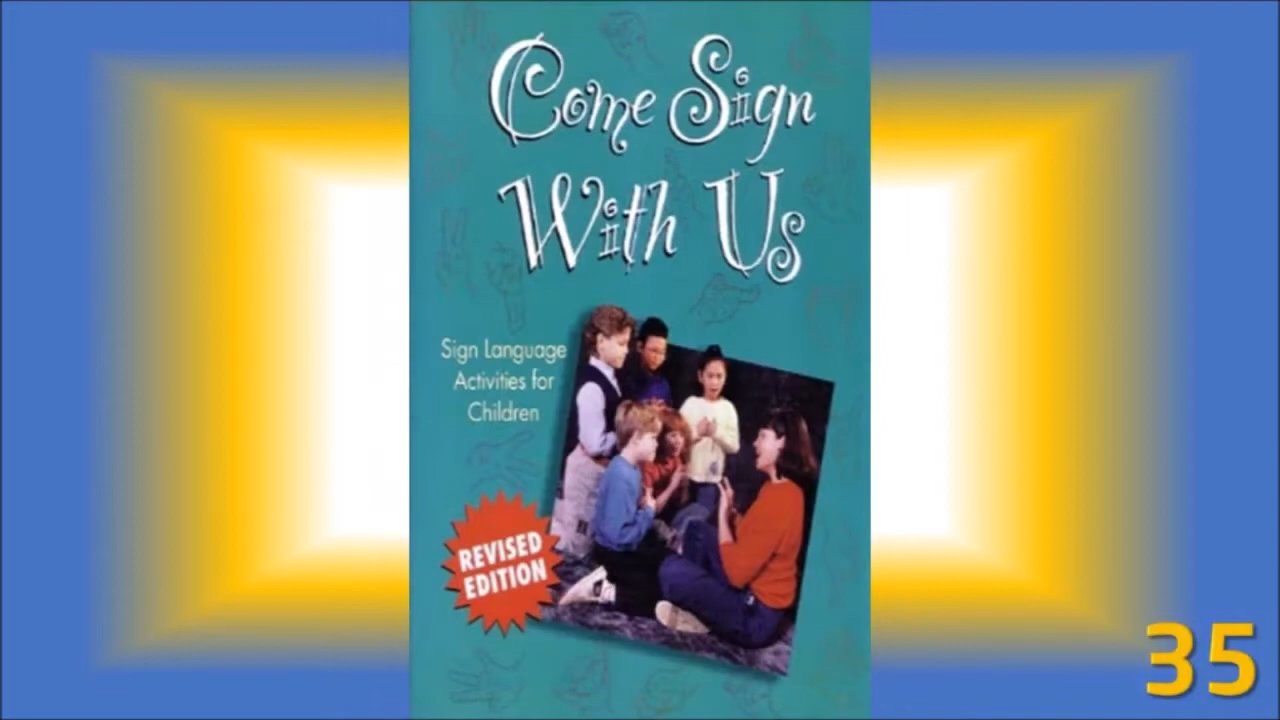 Come Sign
With Us
Sign Language
Activities for
Children
REVISED
EDITION
35